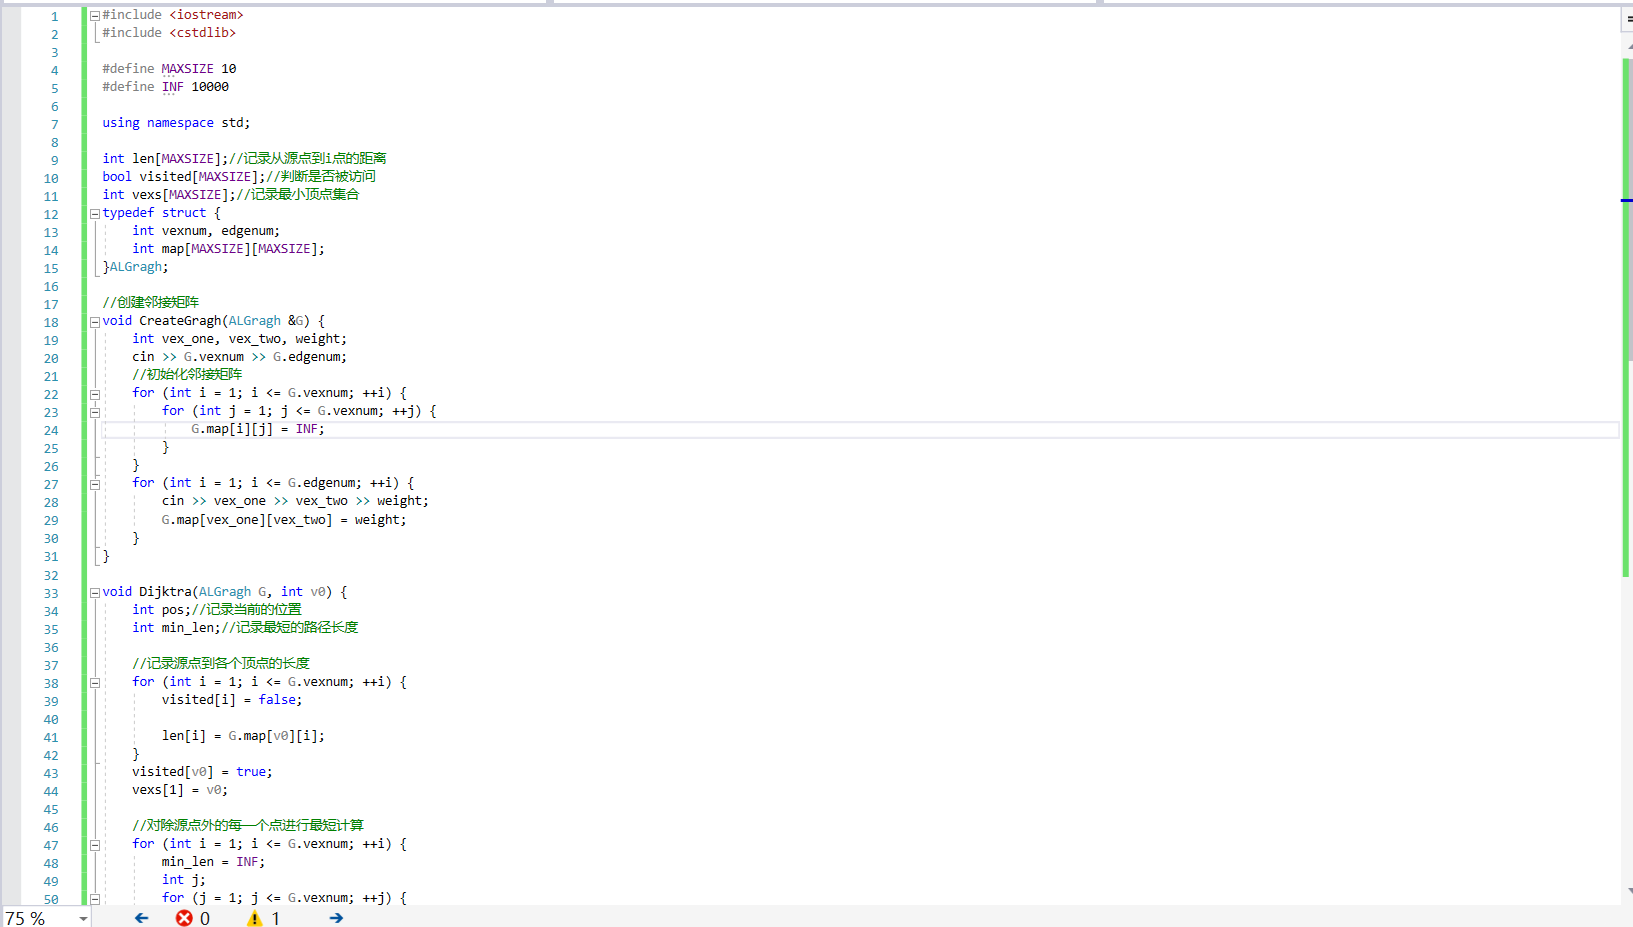 1 #include <iostream>
2 #include <cstdlib>
3
4 #define MAXSIZE 10
5 #define INF 10000
6
7 using namespace std;
8
9 int len[MAXSIZE];//记录从源点到i点的距离
10 bool visited[MAXSIZE];//判断是否被访问
11 int vexs[MAXSIZE];//记录最小顶点集合
12 typedef struct {
13     int vexnum, edgenum;
14     int map[MAXSIZE][MAXSIZE];
15 }ALGragh;
16
17 //创建邻接矩阵
18 void CreateGragh(ALGragh &G) {
19     int vex_one, vex_two, weight;
20     cin >> G.vexnum >> G.edgenum;
21     //初始化邻接矩阵
22     for (int i = 1; i <= G.vexnum; ++i) {
23         for (int j = 1; j <= G.vexnum; ++j) {
24             G.map[i][j] = INF;
25         }
26     }
27     for (int i = 1; i <= G.edgenum; ++i) {
28         cin >> vex_one >> vex_two >> weight;
29         G.map[vex_one][vex_two] = weight;
30     }
31 }
32
33 void Dijktra(ALGragh G, int v0) {
34     int pos;//记录当前的位置
35     int min_len;//记录最短的路径长度
36
37     //记录源点到各个顶点的长度
38     for (int i = 1; i <= G.vexnum; ++i) {
39         visited[i] = false;
40
41         len[i] = G.map[v0][i];
42     }
43     visited[v0] = true;
44     vexs[1] = v0;
45
46     //对除源点外的每一个点进行最短计算
47     for (int i = 1; i <= G.vexnum; ++i) {
48         min_len = INF;
49         int j;
50         for (j = 1; j <= G.vexnum; ++j) {
75 % 0 1